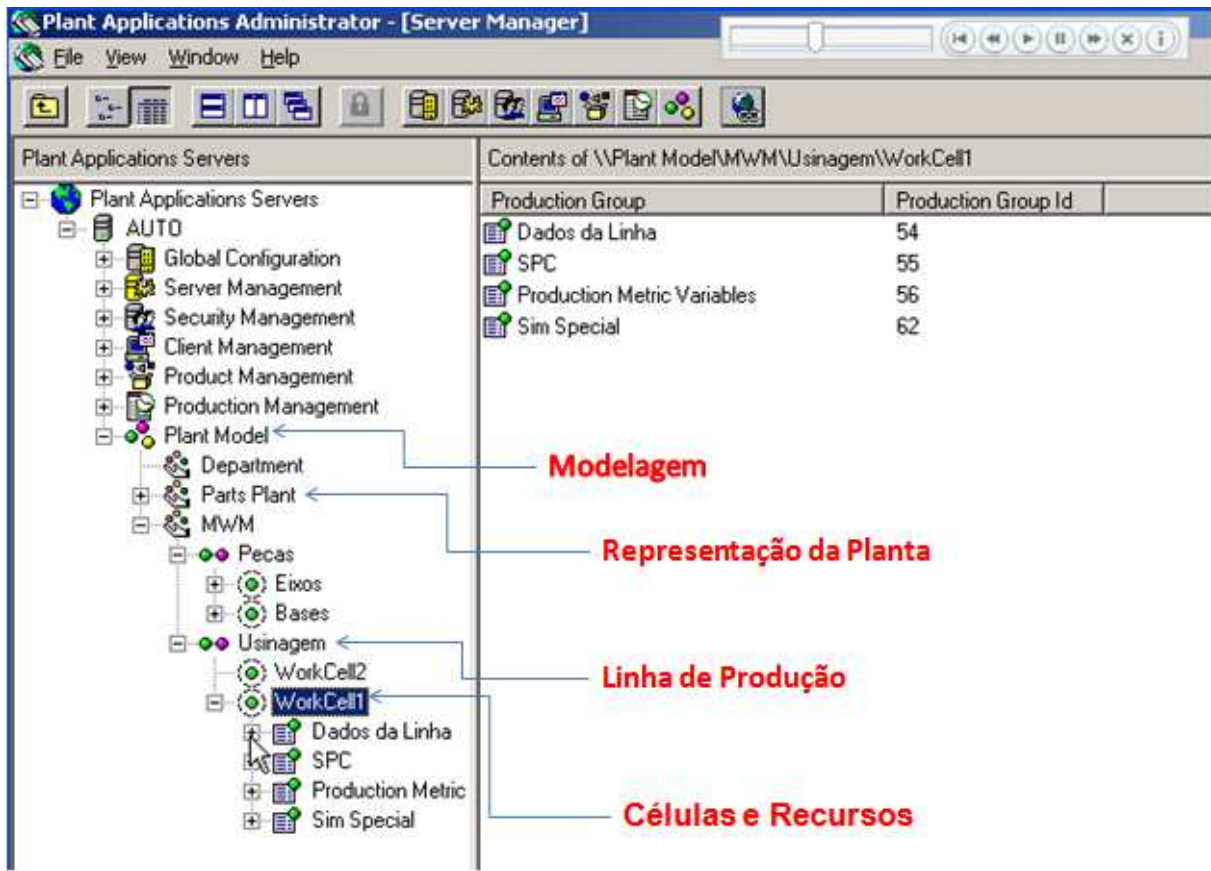 Plant Applications Administrator - [Server Manager]
File View Window Help
Plant Applications Servers
Contents of \\Plant Model\MWM\Usinagem\WorkCell1
Plant Applications Servers
AUTO
Global Configuration
Server Management
Security Management
Client Management
Product Management
Production Management
Plant Model
Department
Parts Plant
MWM
Pecas
Eixos
Bases
Usinagem
WorkCell2
WorkCell1
Dados da Linha
SPC
Production Metric
Sim Special
Production Group Production Group Id
Dados da Linha 54
SPC 55
Production Metric Variables 56
Sim Special 62
Modelagem
Representação da Planta
Linha de Produção
Células e Recursos